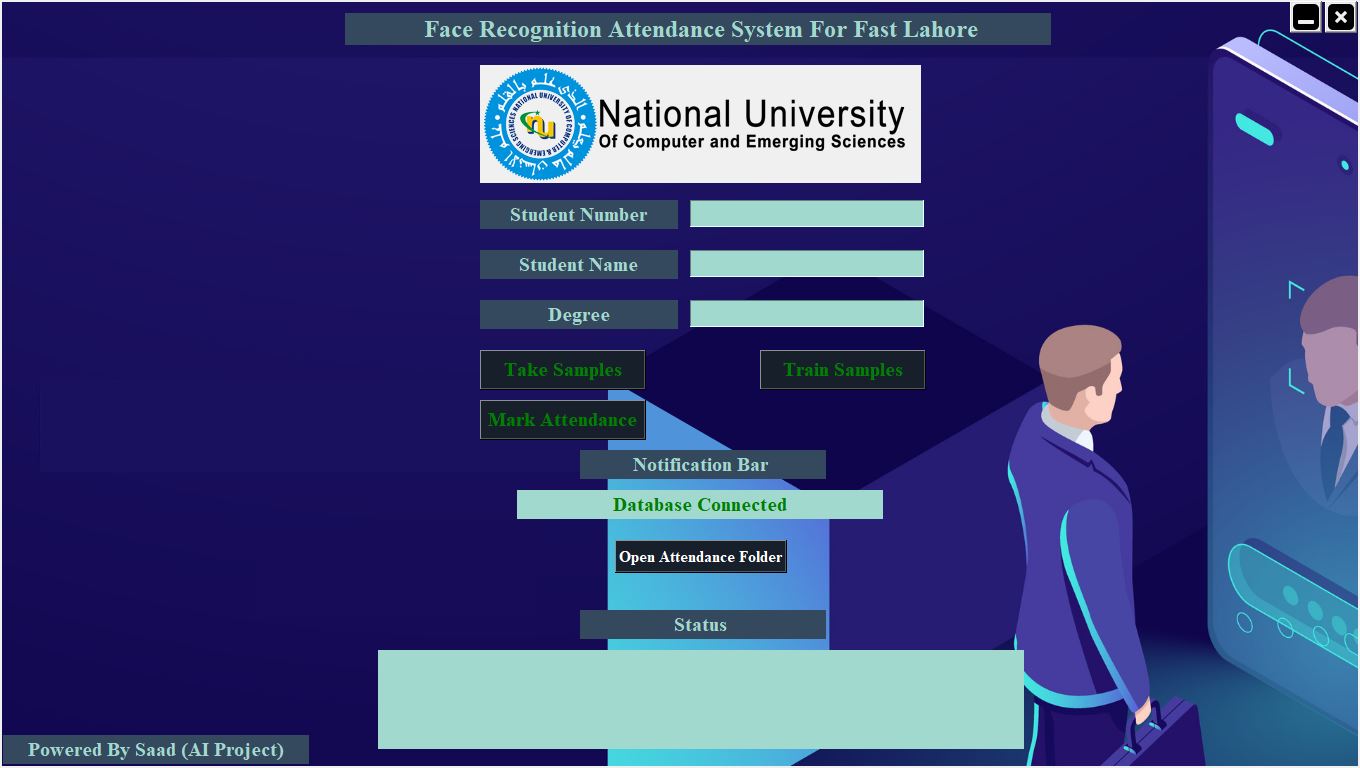 Face Recognition Attendance System For Fast Lahore
NATIONAL UNIVERSITY OF COMPUTER & EMERGING SCIENCES
nu
National University
Of Computer and Emerging Sciences
Student Number
Student Name
Degree
Take Samples
Train Samples
Mark Attendance
Notification Bar
Database Connected
Open Attendance Folder
Status
Powered By Saad (AI Project)